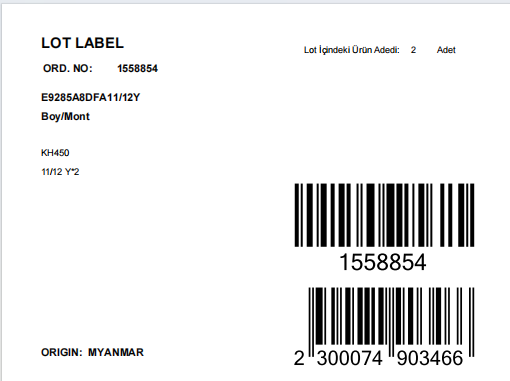 LOT LABEL
Lot İçindeki Ürün Adedi: 2 Adet
ORD. NO: 1558854
E9285A8DFA11/12Y
Boy/Mont
KH450
11/12 Y*2
1558854
2 300074 903466
ORIGIN: MYANMAR